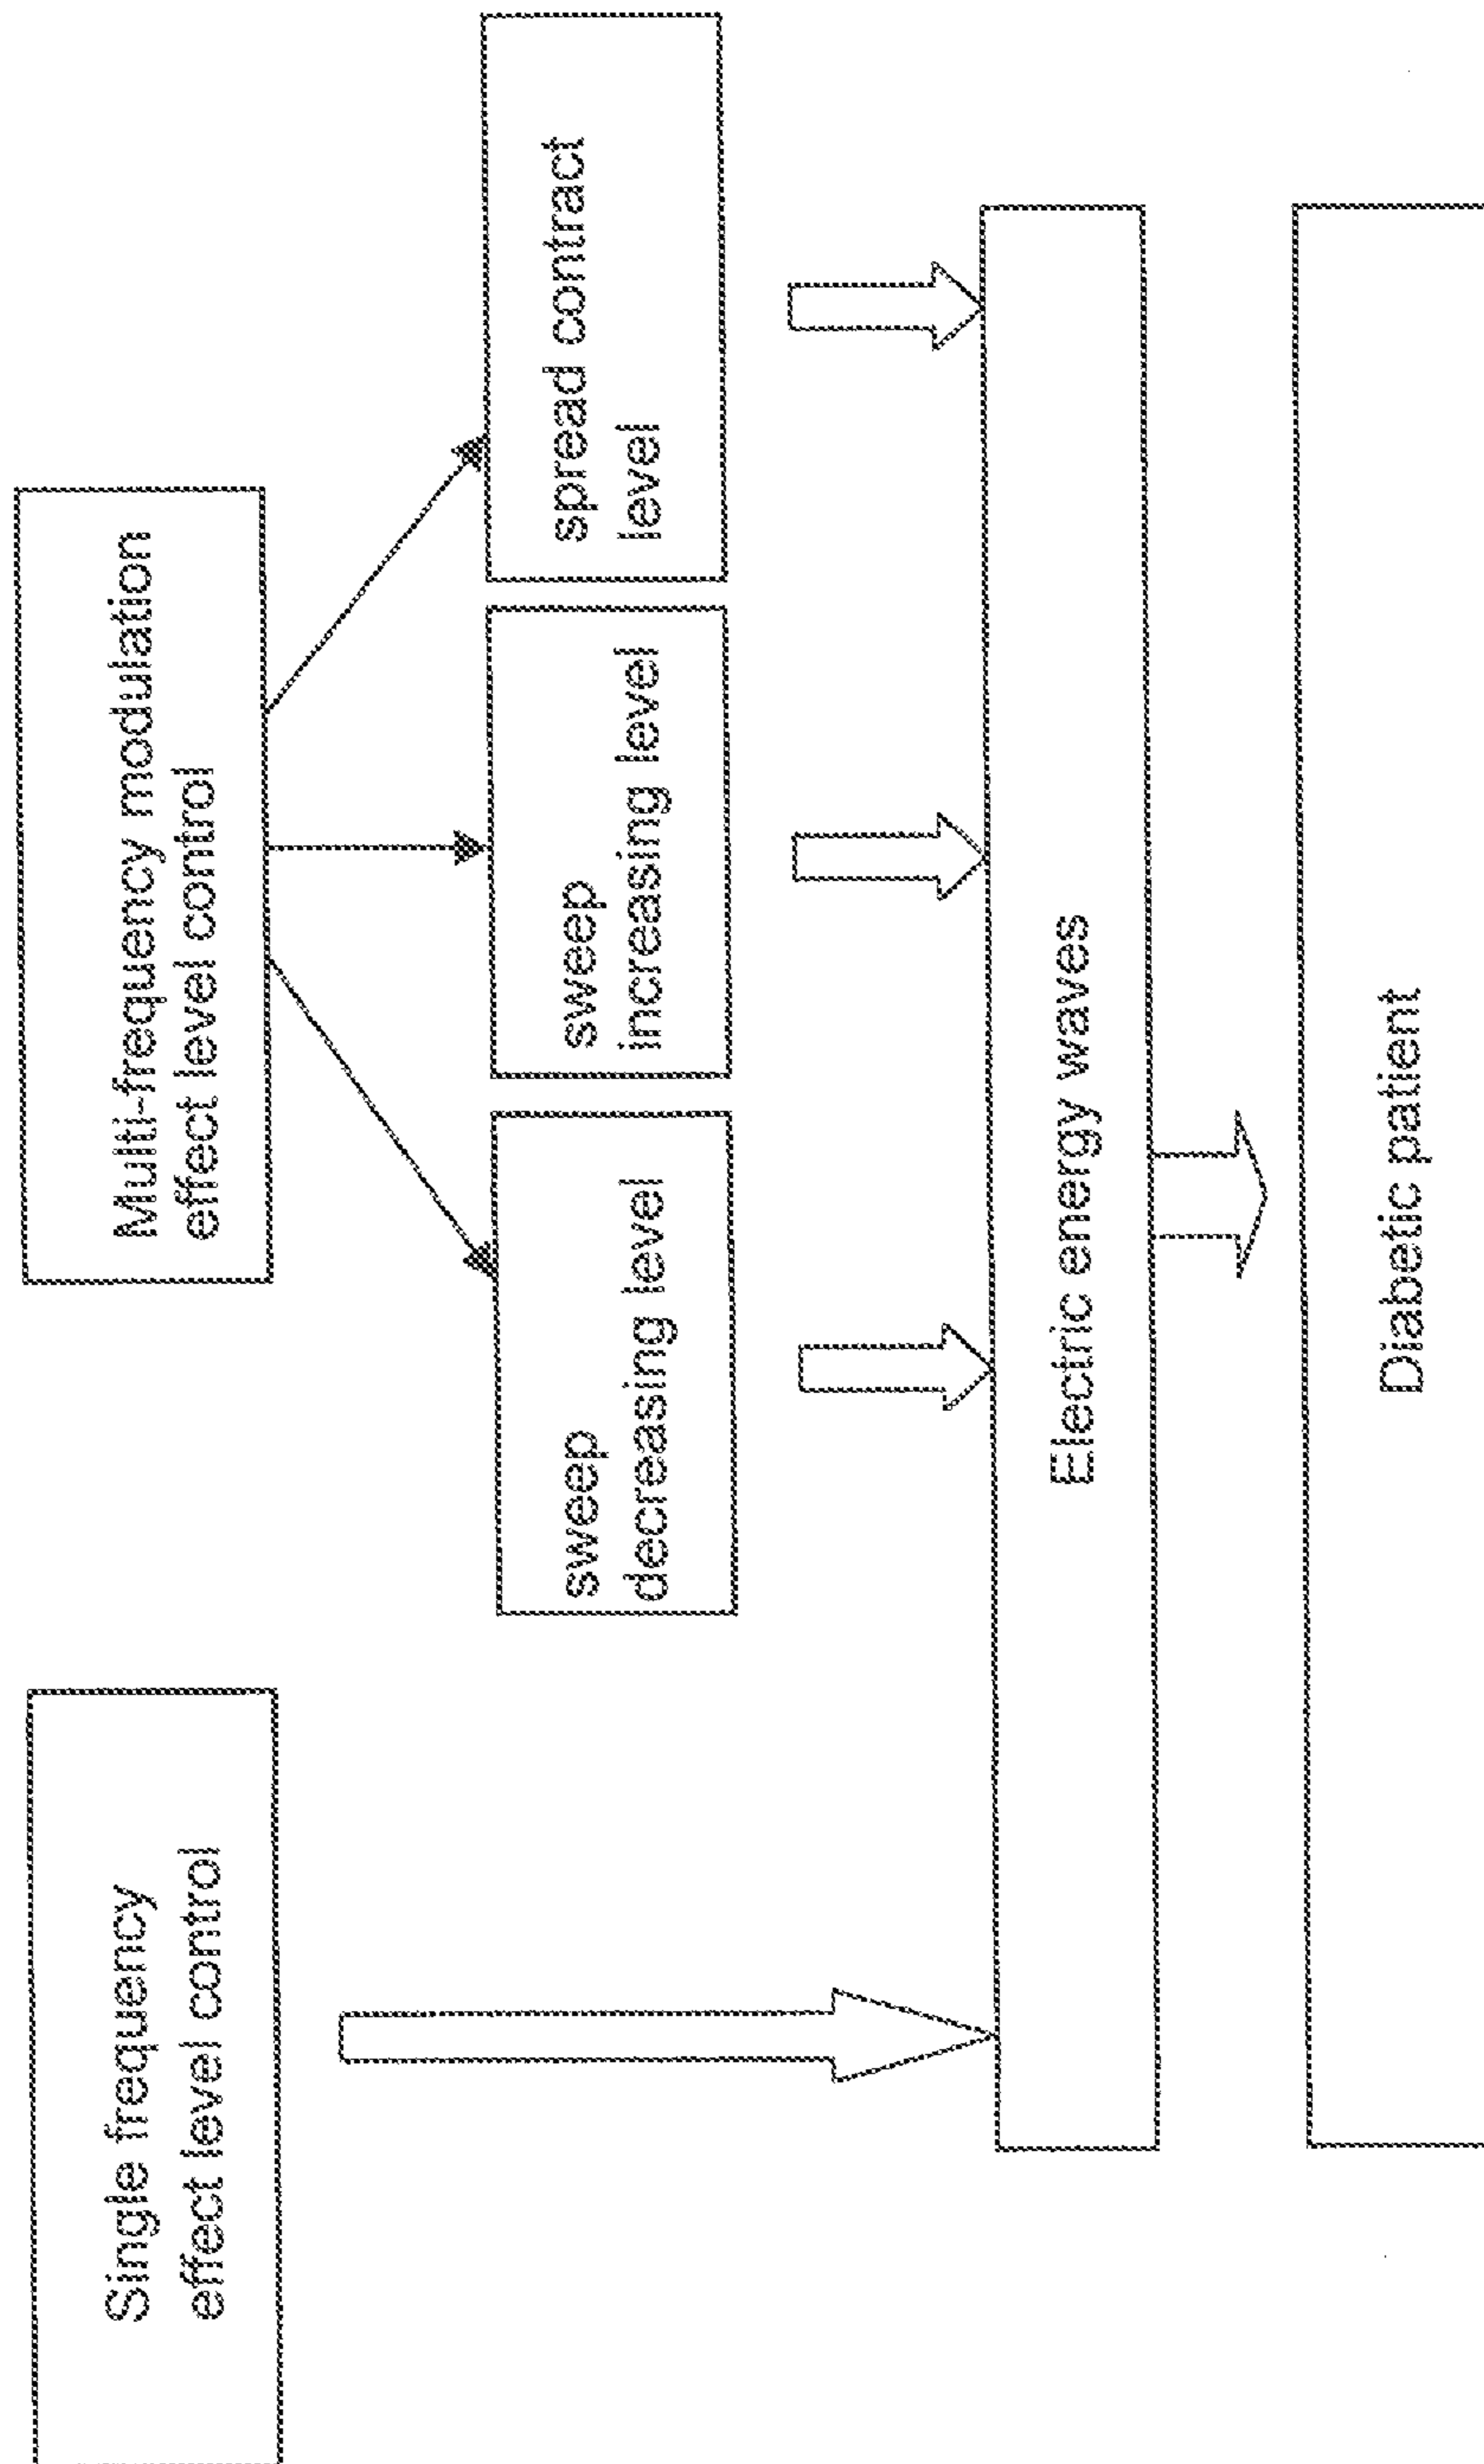 Single frequency
effect level control
Multi-frequency modulation
effect level control
sweep
decreasing level
sweep
increasing level
spread contract
level
Electric energy waves
Diabetic patient